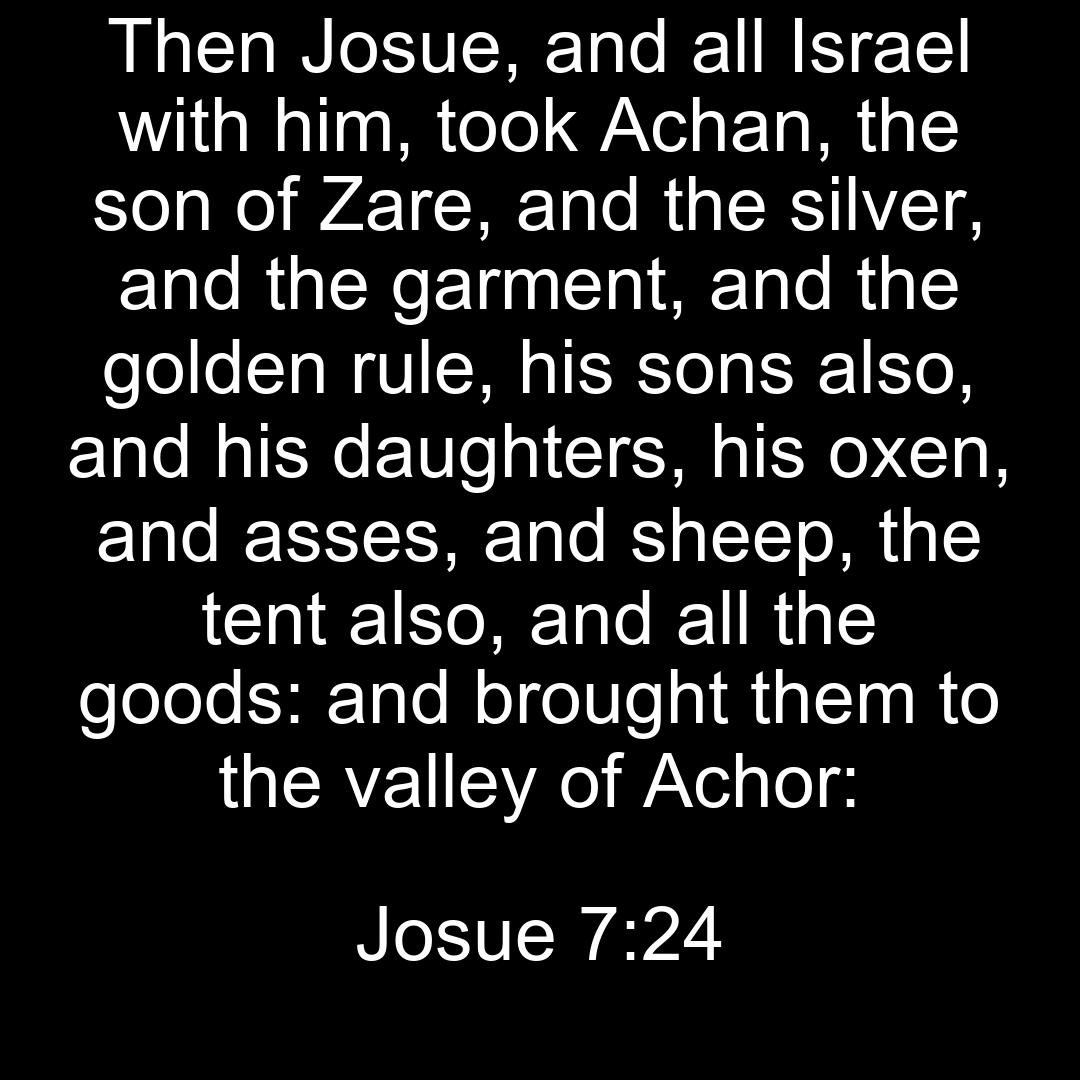 Then Josue, and all Israel
with him, took Achan, the
son of Zare, and the silver,
and the garment, and the
golden rule, his sons also,
and his daughters, his oxen,
and asses, and sheep, the
tent also, and all the
goods: and brought them to
the valley of Achor:
Josue 7:24